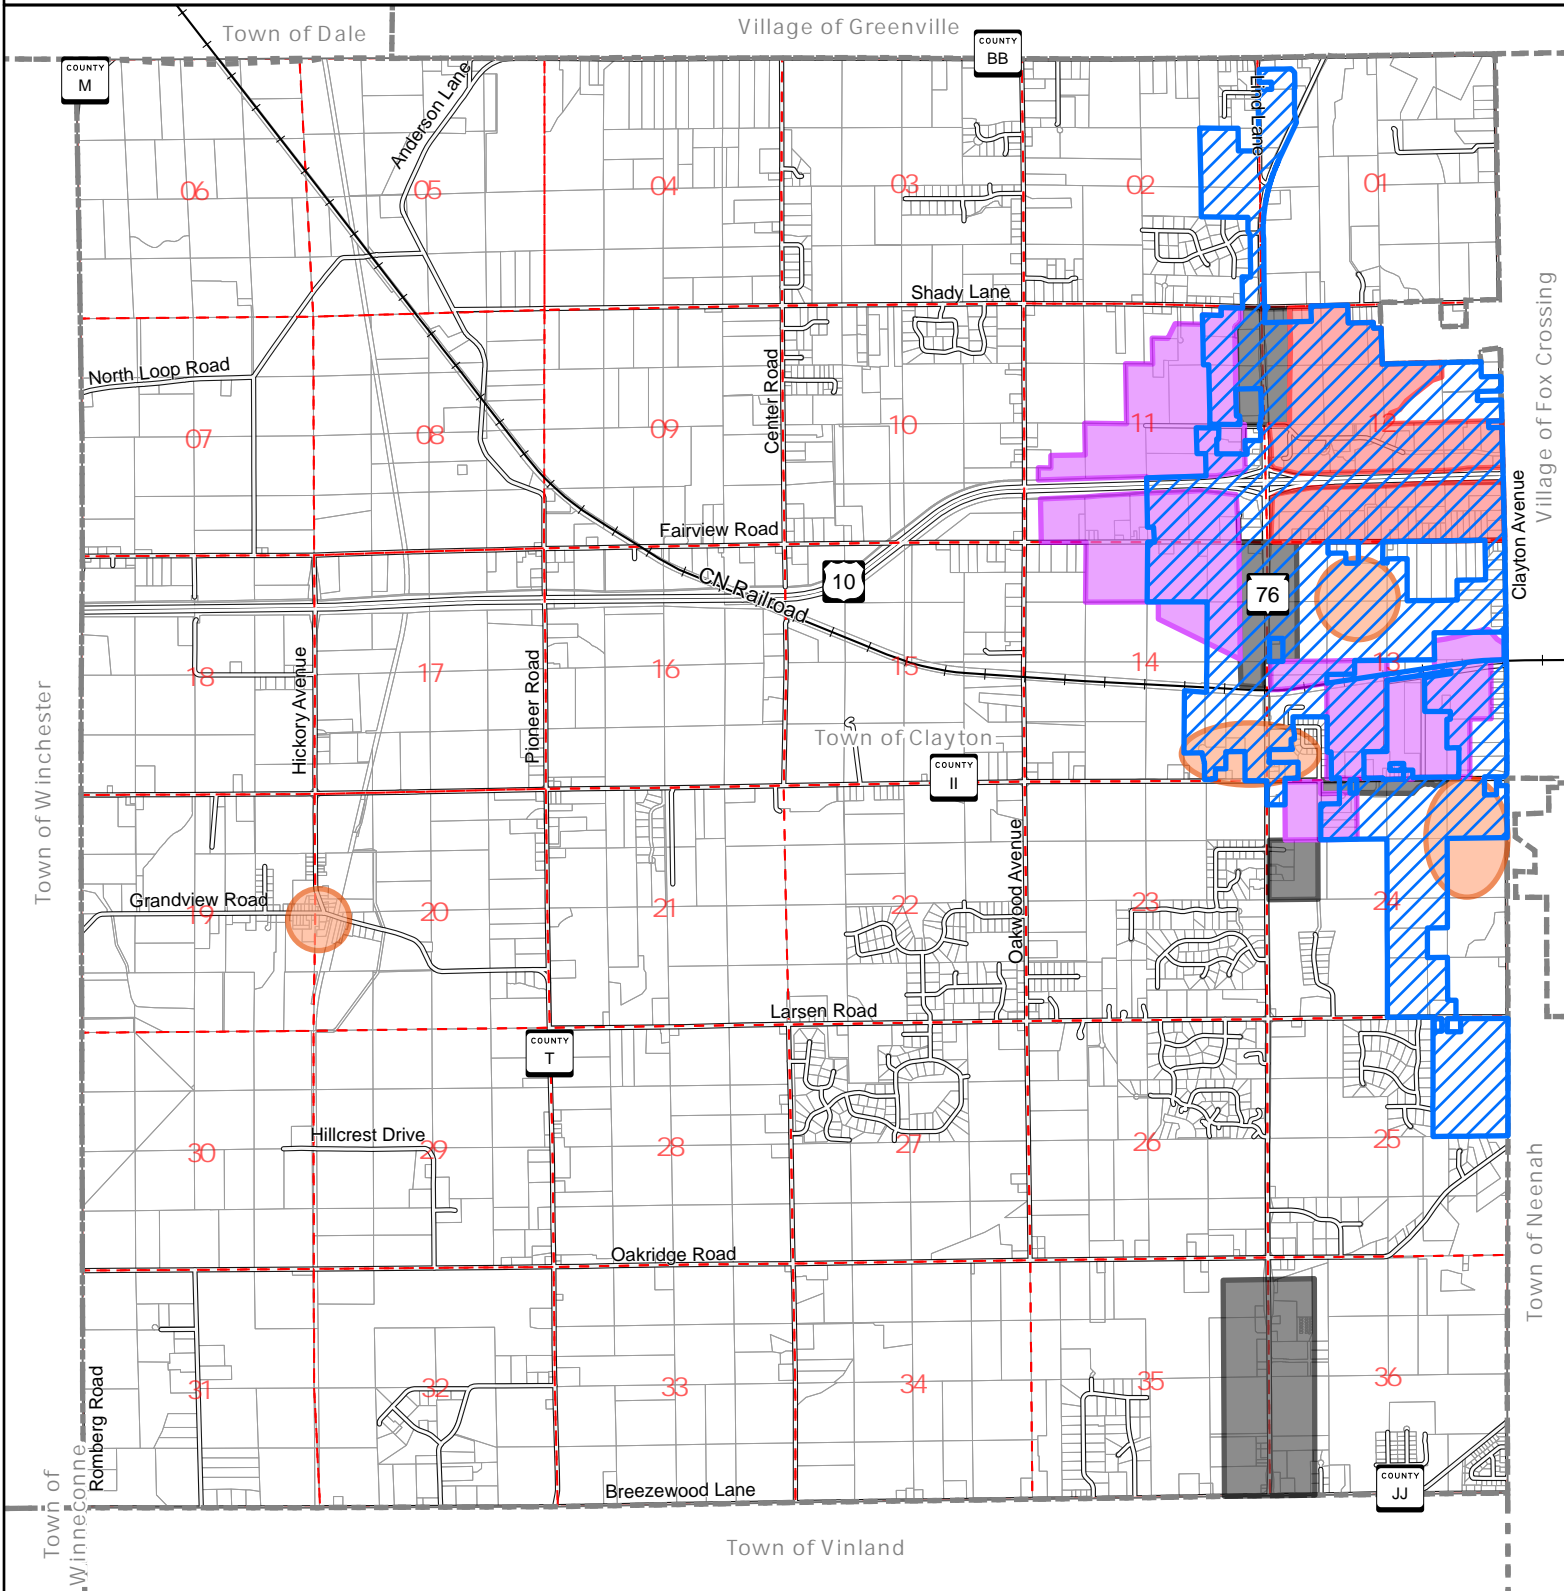 Town of Dale
Village of Greenville
COUNTY
BB
COUNTY
M
Anderson Lane
Lind Lane
06
05
04
03
02
01
Shady Lane
Village of Fox Crossing
North Loop Road
Center Road
07
08
09
10
11
12
Clayton Avenue
Fairview Road
CN Railroad
10
76
Hickory Avenue
Pioneer Road
18
17
16
15
14
13
Town of Winchester
Town of Clayton
COUNTY
II
Oakwood Avenue
Grandview Road
19
20
21
22
23
24
Larsen Road
COUNTY
T
Hillcrest Drive
30
29
28
27
26
25
Town of Neenah
Oakridge Road
Romberg Road
31
32
33
34
35
36
COUNTY
JJ
Breezewood Lane
Town of
Winneconne
Town of Vinland